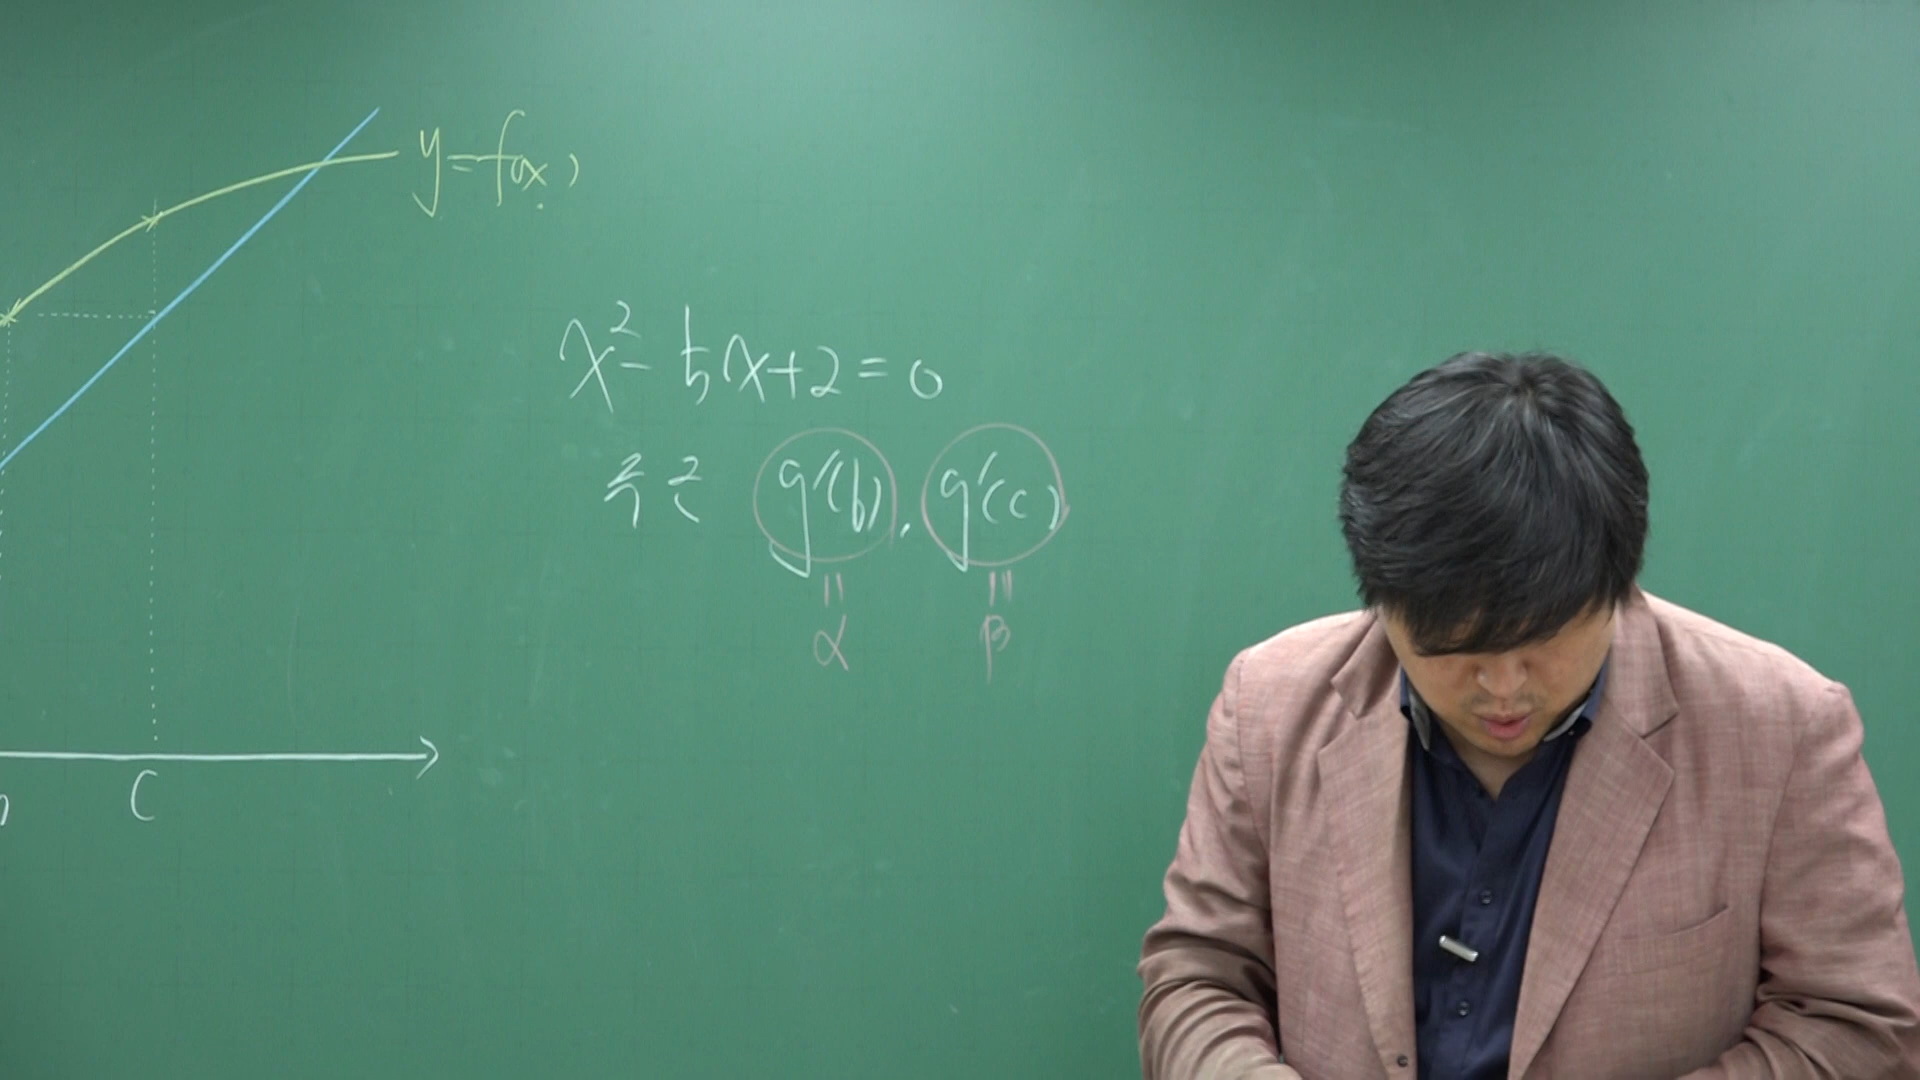 y=f(x)
x²-5x+2=0
두 근 g'(b), g'(c)
॥ ॥
α β
C